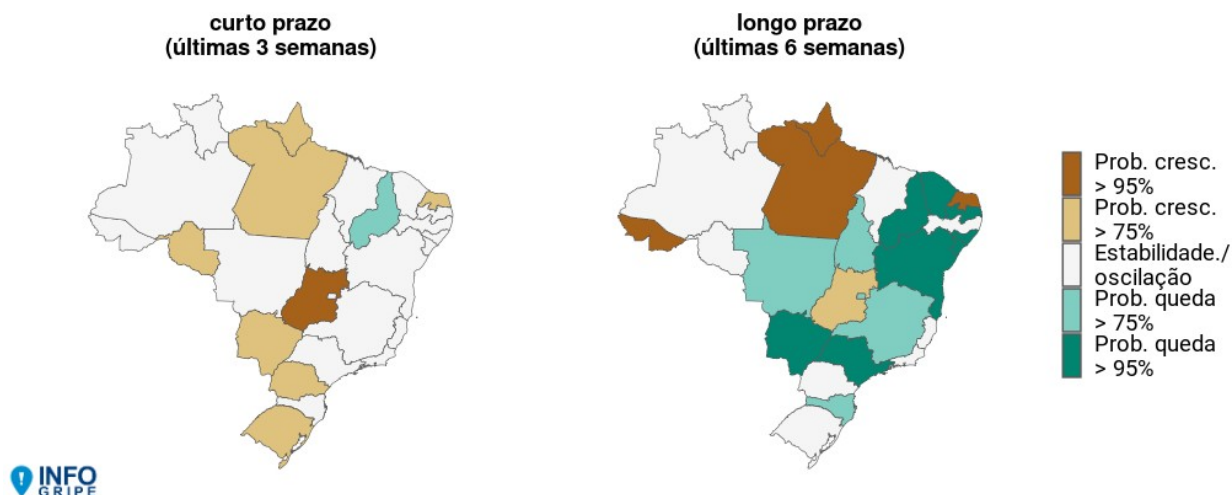 curto prazo
(últimas 3 semanas)
longo prazo
(últimas 6 semanas)
Prob. cresc.
> 95%
Prob. cresc.
> 75%
Estabilidade./
oscilação
Prob. queda
> 75%
Prob. queda
> 95%
INFO
GRIPE